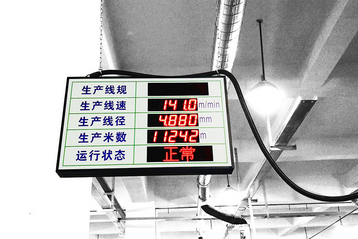 生产线规
生产线速 141.0 m/min
生产线径 4.880 mm
生产米数 11242 m
运行状态 正常